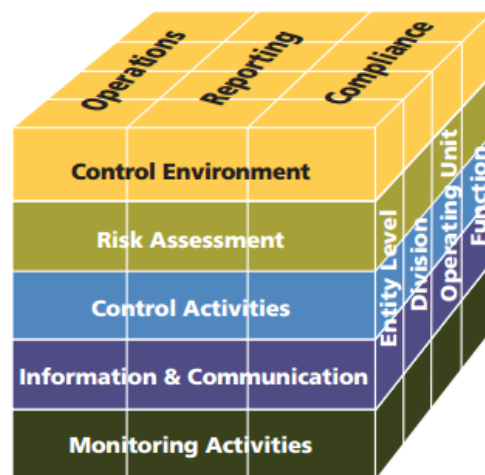 Operations
Reporting
Compliance
Control Environment
Risk Assessment
Control Activities
Information & Communication
Monitoring Activities
Entity Level
Division
Operating Unit
Function